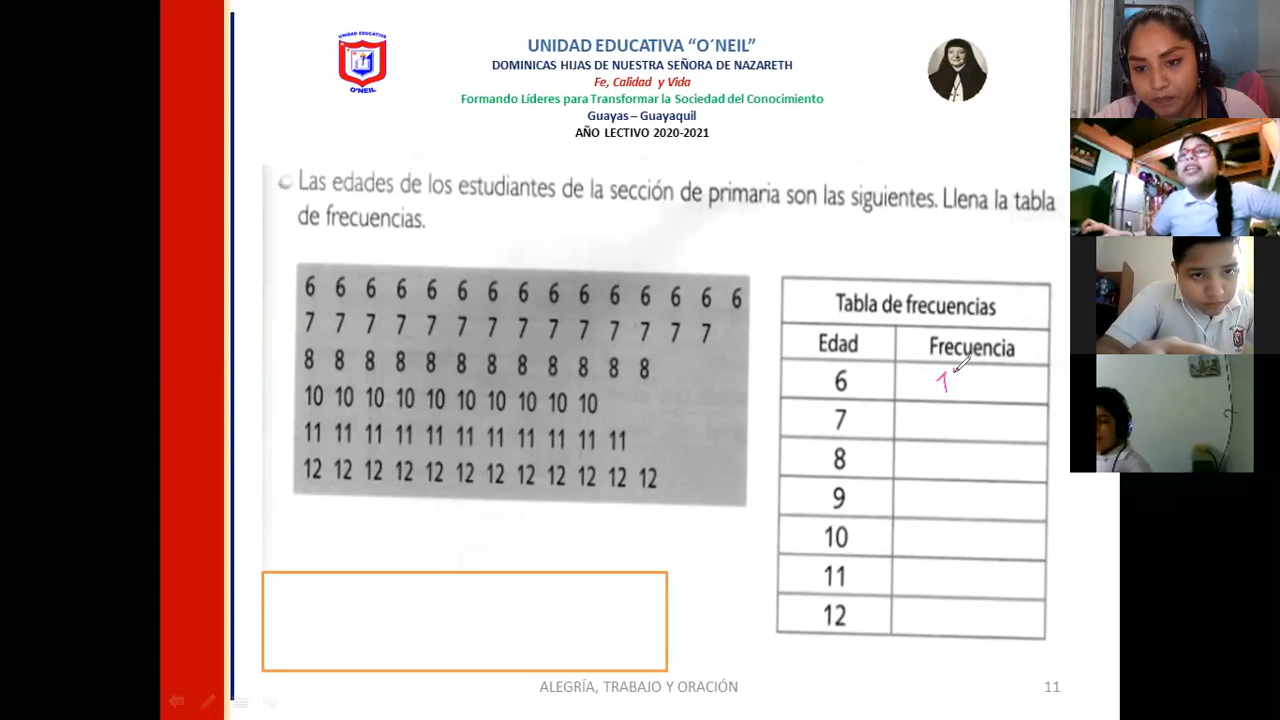 UNIDAD EDUCATIVA
O'NEIL
UNIDAD EDUCATIVA “O´NEIL”
DOMINICAS HIJAS DE NUESTRA SEÑORA DE NAZARETH
Fe, Calidad y Vida
Formando Líderes para Transformar la Sociedad del Conocimiento
Guayas – Guayaquil
AÑO LECTIVO 2020-2021
Las edades de los estudiantes de la sección de primaria son las siguientes. Llena la tabla
de frecuencias.
6 6 6 6 6 6 6 6 6 6 6 6 6 6 6
7 7 7 7 7 7 7 7 7 7 7 7 7 7
8 8 8 8 8 8 8 8 8 8 8 8
10 10 10 10 10 10 10 10 10 10
11 11 11 11 11 11 11 11 11 11 11
12 12 12 12 12 12 12 12 12 12 12 12
Tabla de frecuencias
Edad Frecuencia
6 1
7
8
9
10
11
12
ALEGRÍA, TRABAJO Y ORACIÓN
11